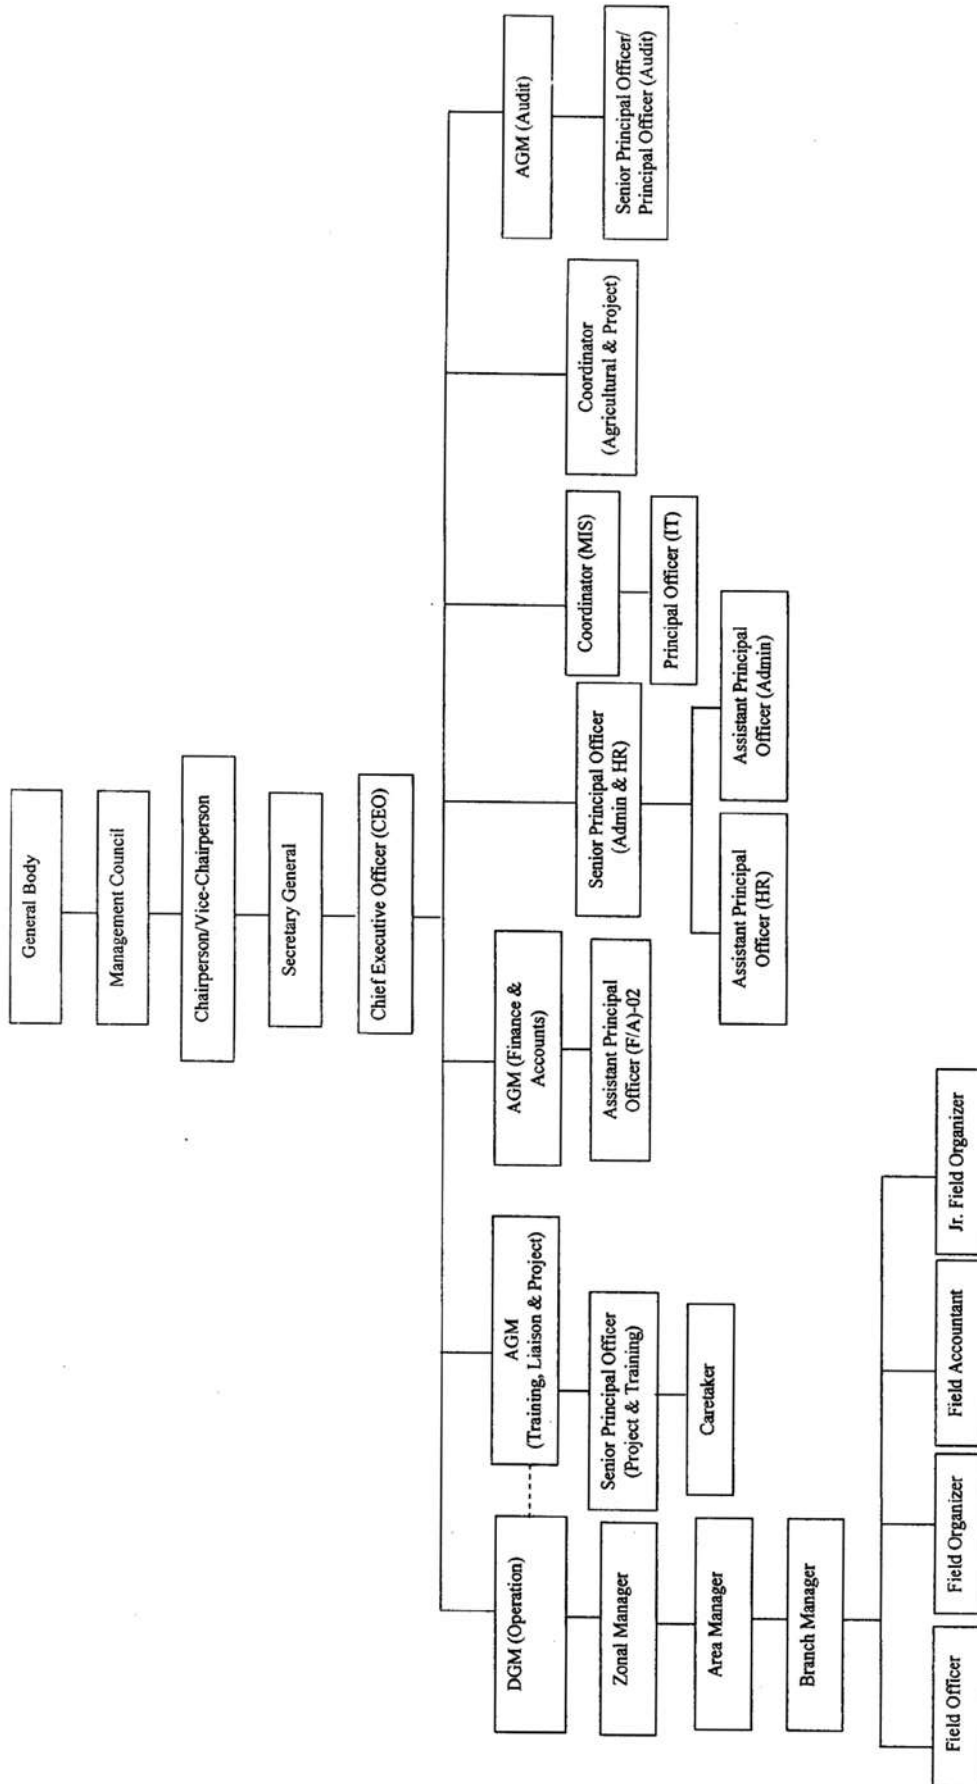 General Body
Management Council
Chairperson/Vice-Chairperson
Secretary General
Chief Executive Officer (CEO)
DGM (Operation)
AGM
(Training, Liaison & Project)
AGM (Finance &
Accounts)
Senior Principal Officer
(Admin & HR)
Coordinator (MIS)
Coordinator
(Agricultural & Project)
AGM (Audit)
Zonal Manager
Senior Principal Officer
(Project & Training)
Assistant Principal
Officer (F/A)-02
Principal Officer (IT)
Senior Principal Officer/
Principal Officer (Audit)
Area Manager
Caretaker
Assistant Principal
Officer (HR)
Assistant Principal
Officer (Admin)
Branch Manager
Field Officer
Field Organizer
Field Accountant
Jr. Field Organizer